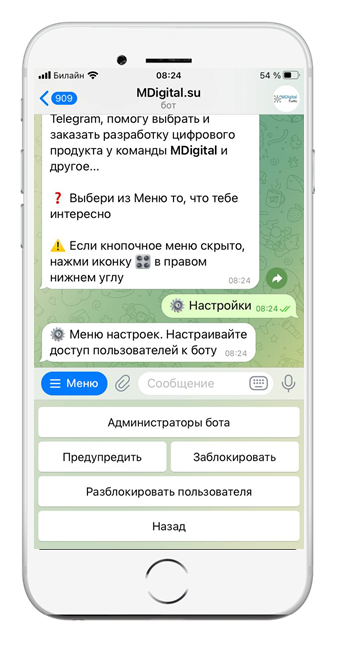 Билайн 08:24 54 %
909 MDigital.su
бот
Telegram, помогу выбрать и
заказать разработку цифрового
продукта у команды MDigital и
другое...
❓ Выбери из Меню то, что тебе
интересно
⚠️ Если кнопочное меню скрыто,
нажми иконку 🎛 в правом
нижнем углу
08:24
⚙️ Настройки 08:24
⚙️ Меню настроек. Настраивайте
доступ пользователей к боту 08:24
Меню Сообщение
Администраторы бота
Предупредить Заблокировать
Разблокировать пользователя
Назад